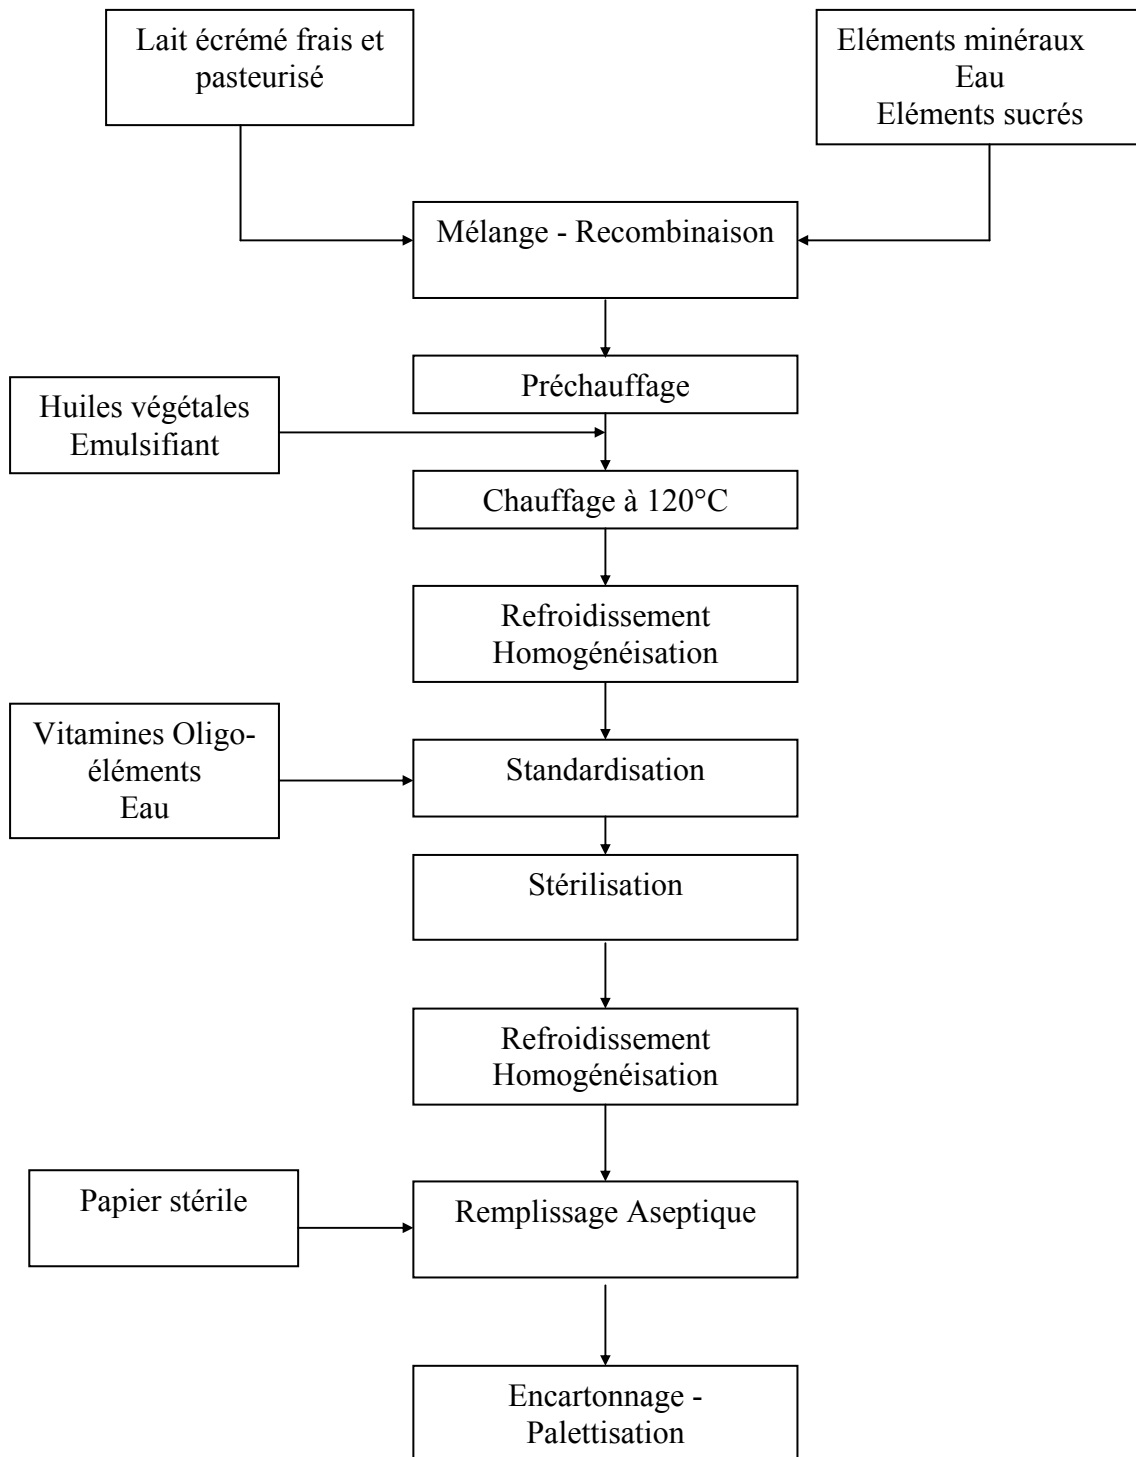 Lait écrémé frais et
pasteurisé
Eléments minéraux
Eau
Eléments sucrés
Mélange - Recombinaison
Préchauffage
Huiles végétales
Emulsifiant
Chauffage à 120°C
Refroidissement
Homogénéisation
Vitamines Oligo-
éléments
Eau
Standardisation
Stérilisation
Refroidissement
Homogénéisation
Papier stérile
Remplissage Aseptique
Encartonnage -
Palettisation